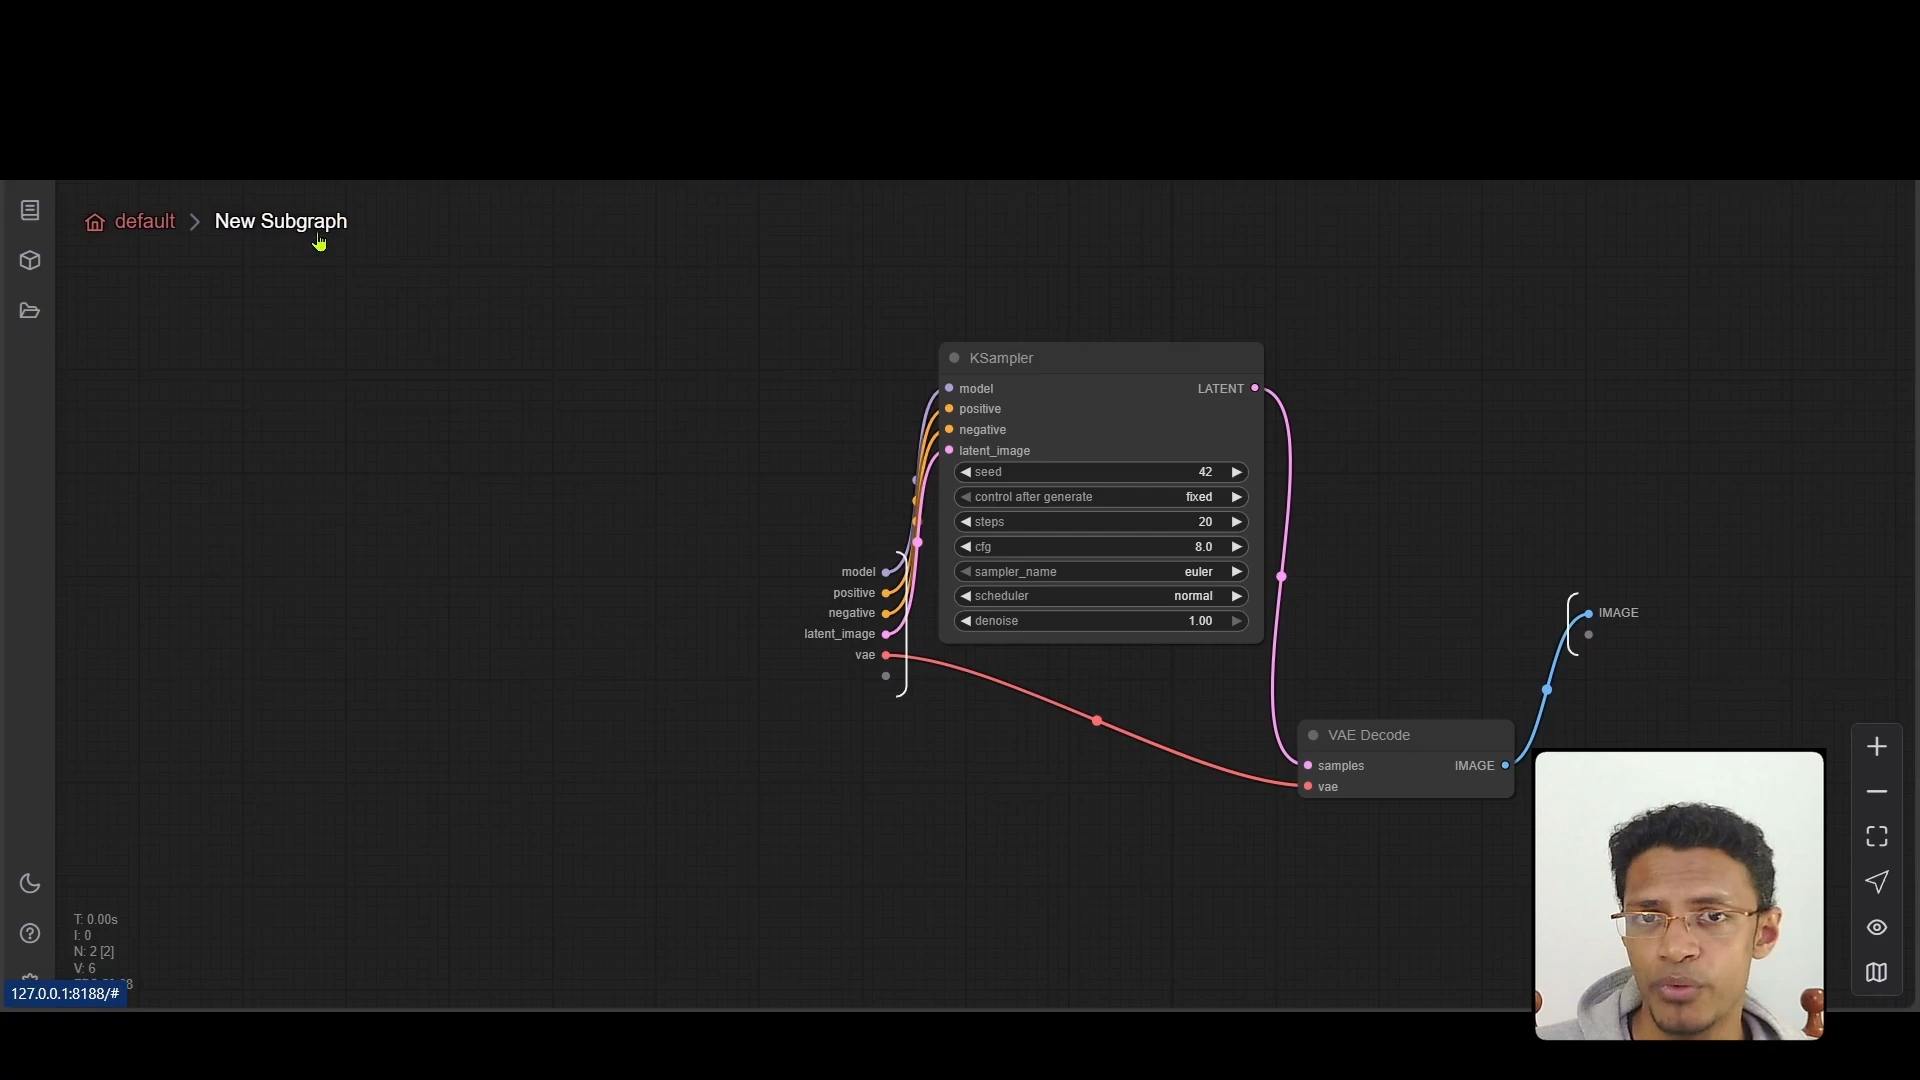 default > New Subgraph
KSampler
model LATENT
positive
negative
latent_image
seed 42
control after generate fixed
steps 20
cfg 8.0
sampler_name euler
scheduler normal
denoise 1.00
model
positive
negative
latent_image
vae
IMAGE
VAE Decode
samples IMAGE
vae
T: 0.00s
I: 0
N: 2 [2]
V: 6
127.0.0.1:8188/#